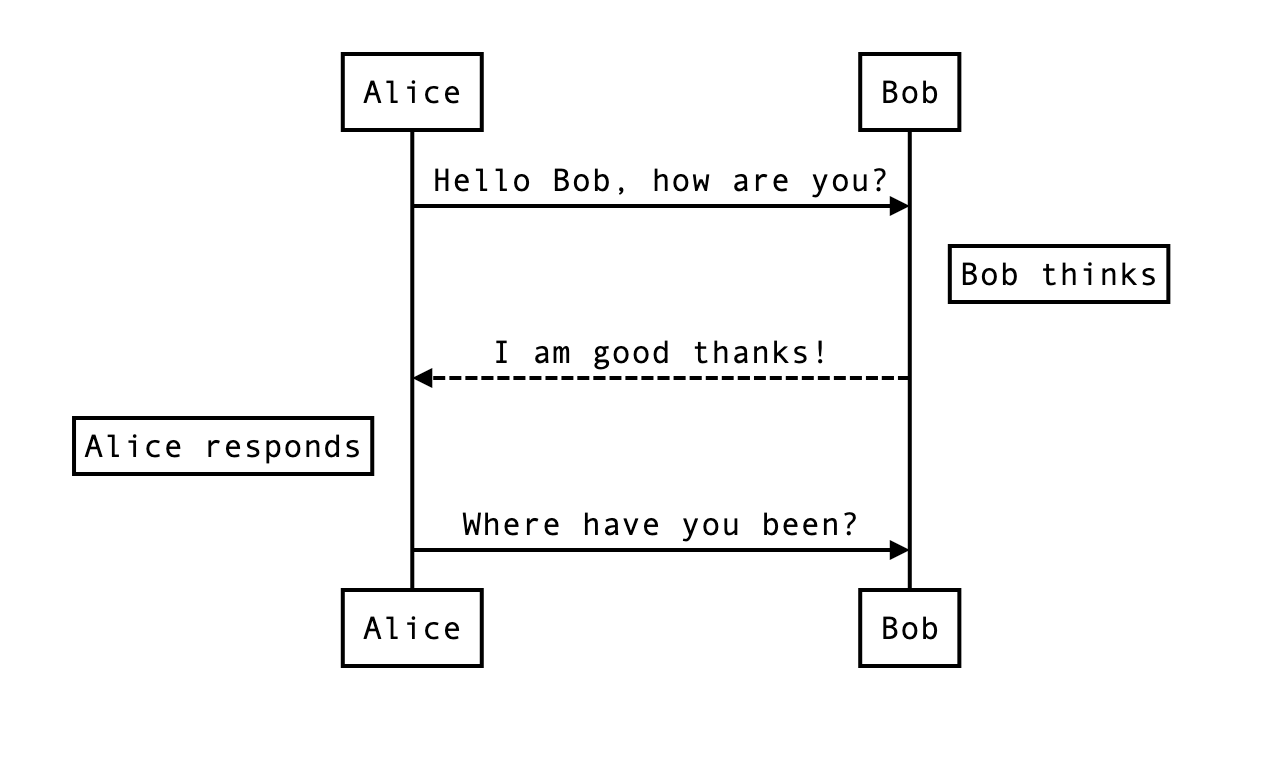 Alice
Bob
Hello Bob, how are you?
Bob thinks
I am good thanks!
Alice responds
Where have you been?
Alice
Bob